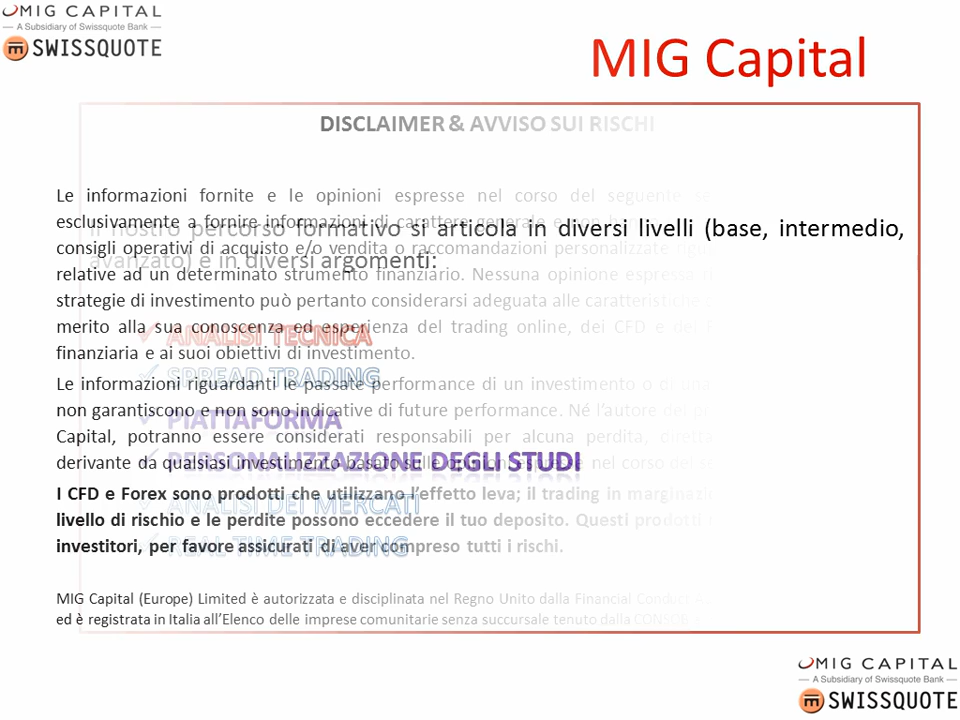 MIG CAPITAL
A Subsidiary of Swissquote Bank
SWISSQUOTE
MIG Capital
DISCLAIMER & AVVISO SUI RISCHI
Le informazioni fornite e le opinioni espresse nel corso del seguente
esclusivamente a fornire informazioni di carattere generale e non
consigli operativi di acquisto e/o vendita o raccomandazioni personalizzate
relative ad un determinato strumento finanziario. Nessuna opinione espressa
strategie di investimento può pertanto considerarsi adeguata alle caratteristiche
merito alla sua conoscenza ed esperienza del trading online, dei CFD e del
finanziaria e ai suoi obiettivi di investimento.
Le informazioni riguardanti le passate performance di un investimento o di una
non garantiscono e non sono indicative di future performance. Né l'autore del
Capital, potranno essere considerati responsabili per alcuna perdita, diretta
derivante da qualsiasi investimento basato sulle opinioni espresse nel corso del
I CFD e Forex sono prodotti che utilizzano l'effetto leva; il trading in
livello di rischio e le perdite possono eccedere il tuo deposito. Questi prodotti
investitori, per favore assicurati di aver compreso tutti i rischi.
MIG Capital (Europe) Limited è autorizzata e disciplinata nel Regno Unito dalla Financial Conduct
ed è registrata in Italia all'Elenco delle imprese comunitarie senza succursale tenuto dalla CONSOB
Il nostro percorso formativo si articola in diversi livelli (base, intermedio,
avanzato) e in diversi argomenti:
✓ ANALISI TECNICA
✓ SPREAD TRADING
✓ PIATTAFORMA
✓ PERSONALIZZAZIONE DEGLI STUDI
✓ ANALISI DEI MERCATI
✓ REAL TIME TRADING
MIG CAPITAL
A Subsidiary of Swissquote Bank
SWISSQUOTE